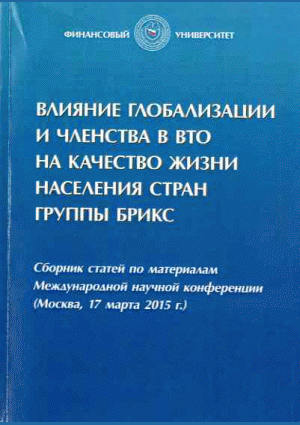 ФИНАНСОВЫЙ УНИВЕРСИТЕТ
ВЛИЯНИЕ ГЛОБАЛИЗАЦИИ
И ЧЛЕНСТВА В ВТО
НА КАЧЕСТВО ЖИЗНИ
НАСЕЛЕНИЯ СТРАН
ГРУППЫ БРИКС
Сборник статей по материалам
Международной научной конференции
(Москва, 17 марта 2015 г.)